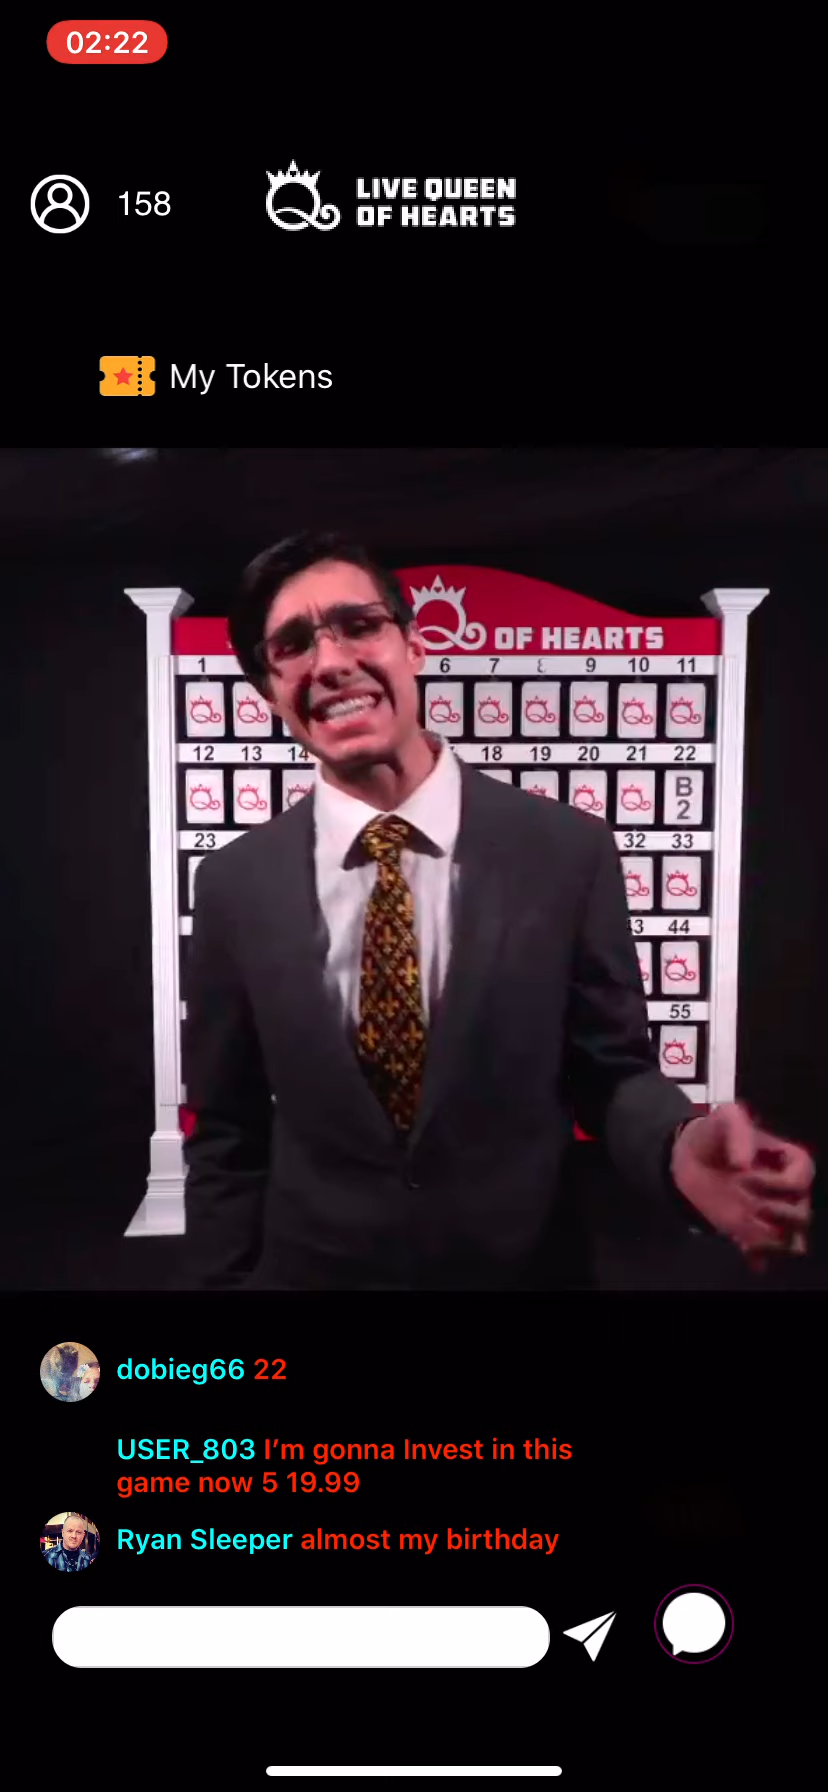 02:22
158
LIVE QUEEN
OF HEARTS
My Tokens
OF HEARTS
1 6 7 8 9 10 11
12 13 14 18 19 20 21 22
B
2
23 32 33
44
55
dobieg66 22
USER_803 I'm gonna Invest in this
game now 5 19.99
Ryan Sleeper almost my birthday